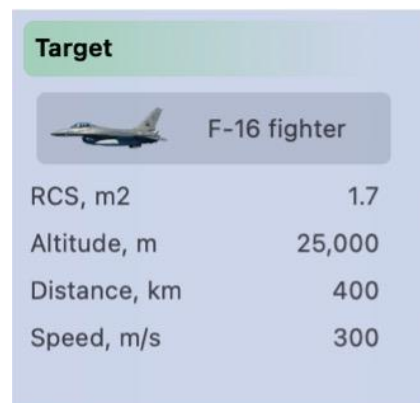 Target
F-16 fighter
RCS, m2 1.7
Altitude, m 25,000
Distance, km 400
Speed, m/s 300